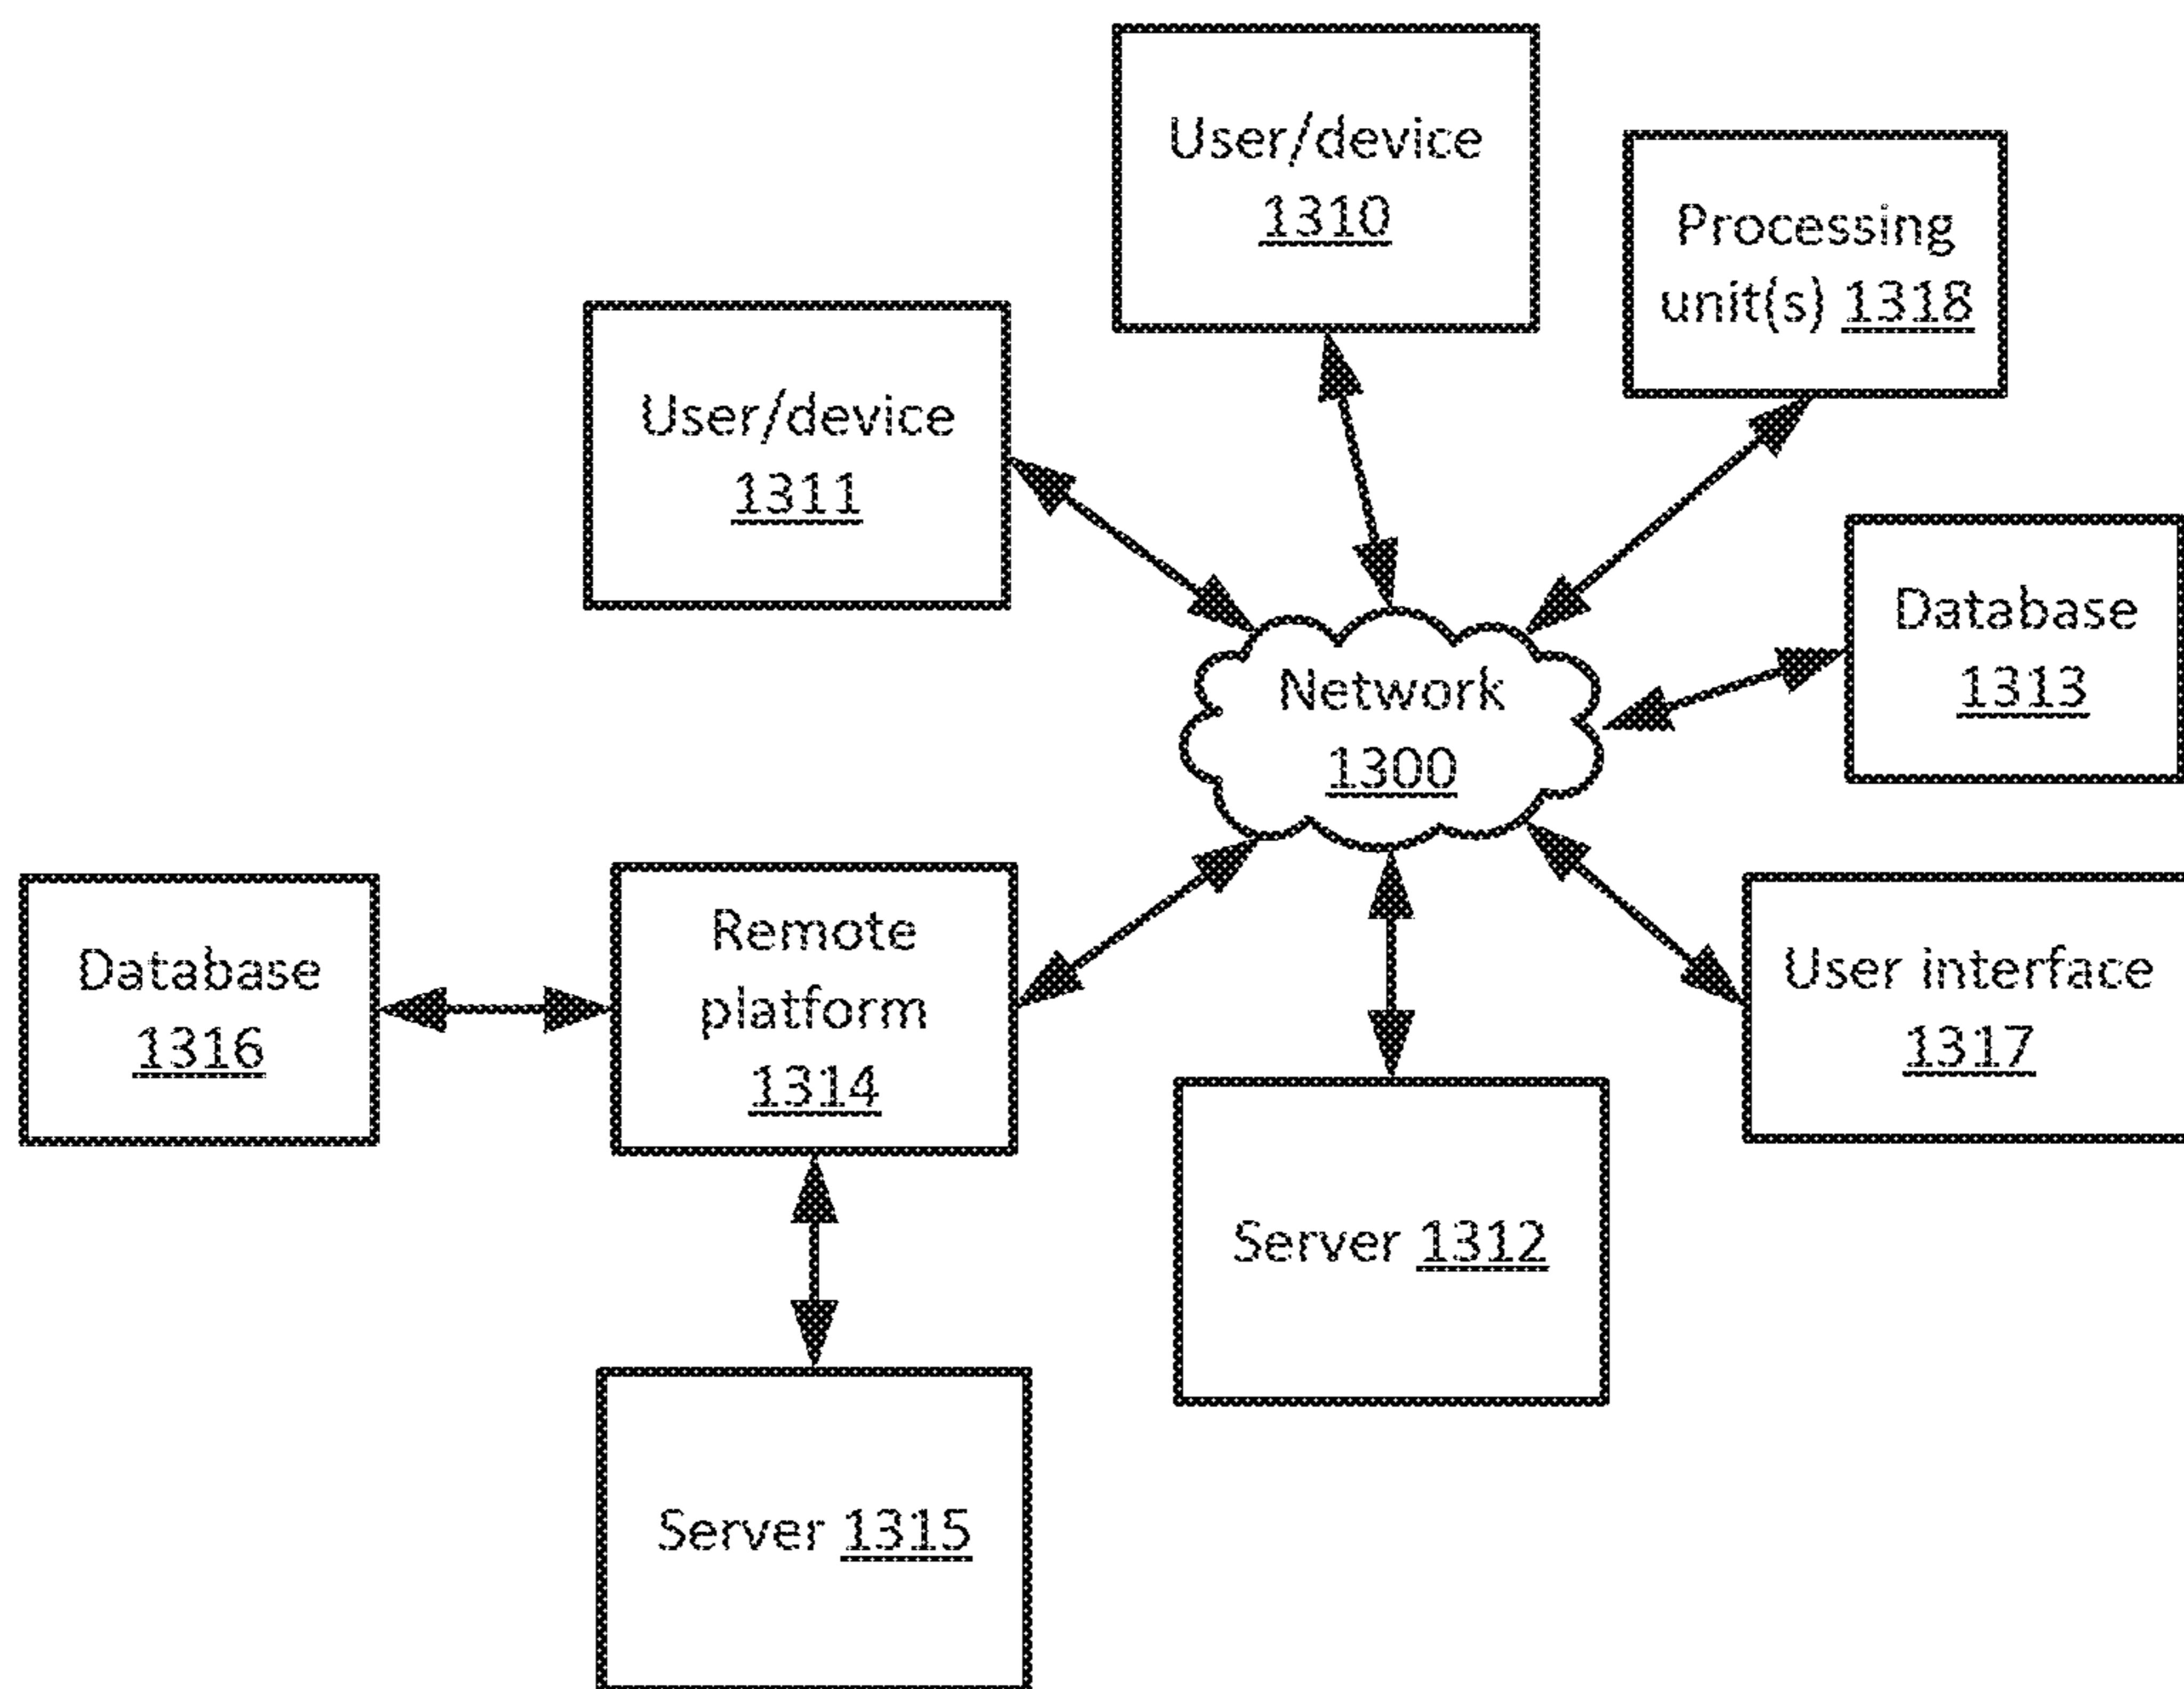 User/device
1310
Processing
unit(s) 1318
User/device
1311
Database
1313
Network
1300
Database
1316
Remote
platform
1314
User interface
1317
Server 1312
Server 1315